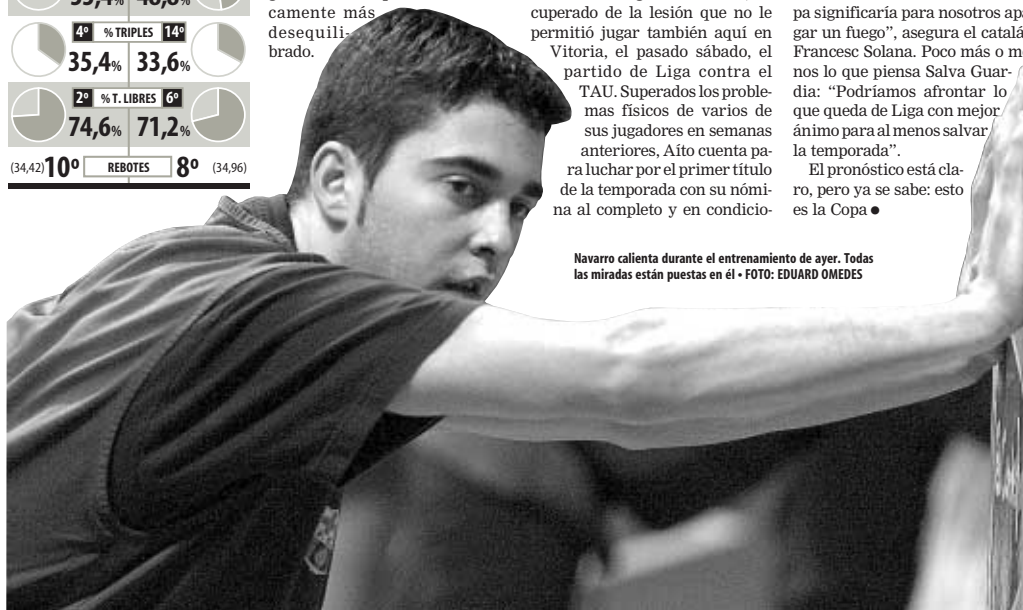 4º % TRIPLES 14º
35,4% 33,6%
2º % T. LIBRES 6º
74,6% 71,2%
(34,42) 10º REBOTES 8º (34,96)
camente más
desequili-
brado.
cuperado de la lesión que no le
permitió jugar también aquí en
Vitoria, el pasado sábado, el
partido de Liga contra el
TAU. Superados los proble-
mas físicos de varios de
sus jugadores en semanas
anteriores, Aíto cuenta pa-
ra luchar por el primer título
de la temporada con su nómi-
na al completo y en condicio-
pa significaría para nosotros apa
gar un fuego”, asegura el catalá
Francesc Solana. Poco más o m
nos lo que piensa Salva Guar-
dia: “Podríamos afrontar lo
que queda de Liga con mejor
ánimo para al menos salvar
la temporada”.
El pronóstico está cla-
ro, pero ya se sabe: esto
es la Copa ●
Navarro calienta durante el entrenamiento de ayer. Todas
las miradas están puestas en él • FOTO: EDUARD OMEDES